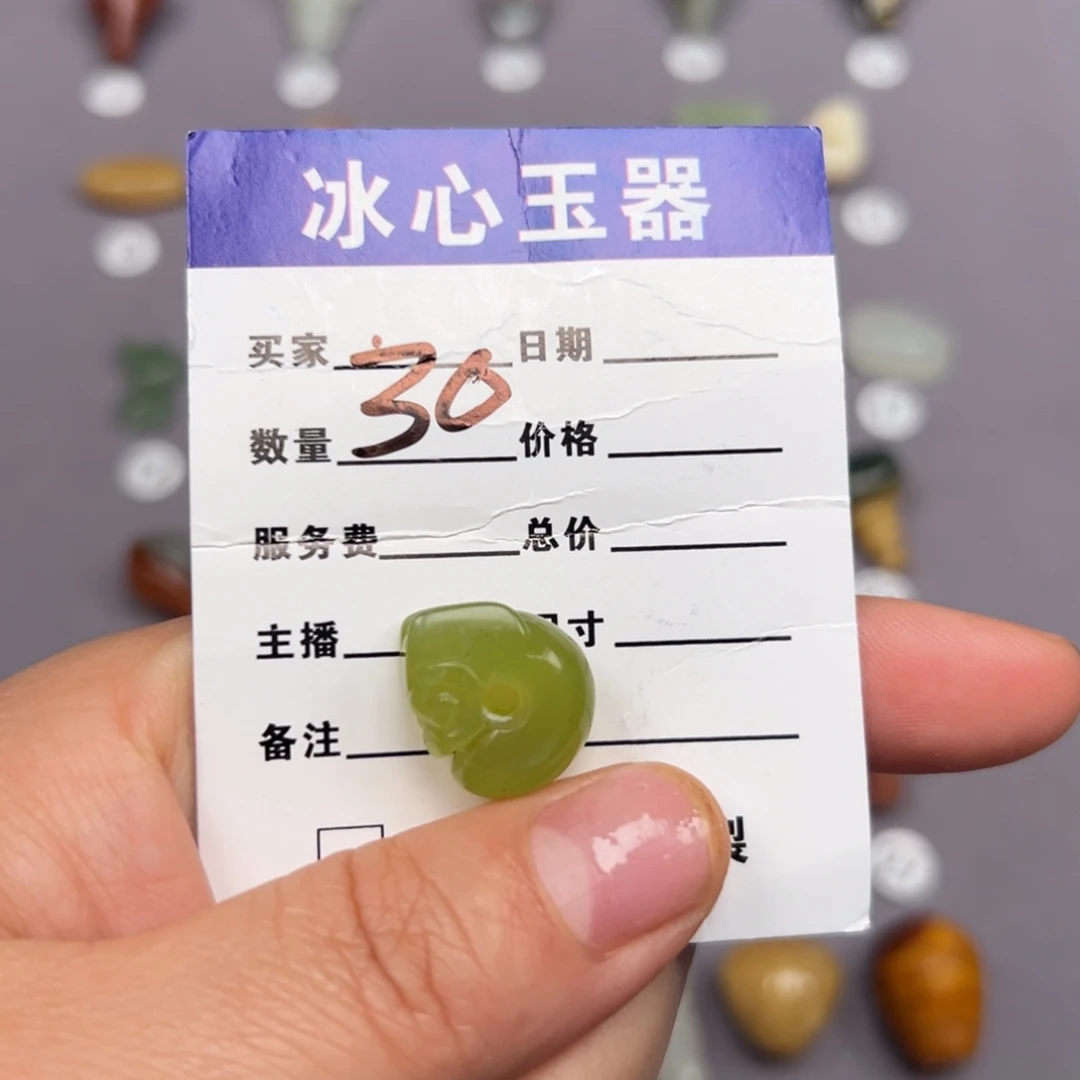 冰心玉器
买家 日期
30
数量 价格
服务费 总价
主播 寸
备注
裂